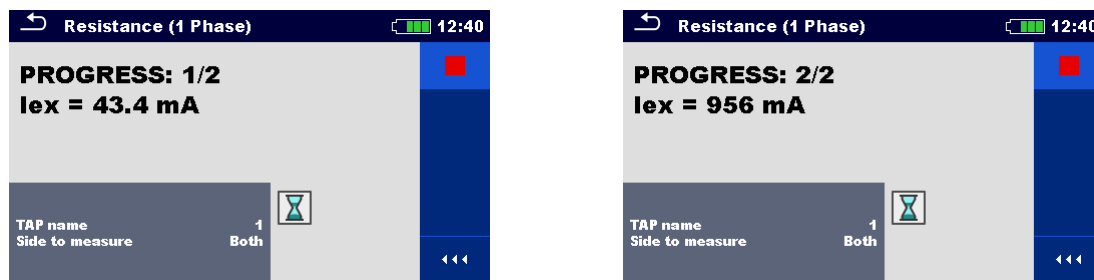 Resistance (1 Phase) 12:40
PROGRESS: 1/2
Iex = 43.4 mA
TAP name 1
Side to measure Both
Resistance (1 Phase) 12:40
PROGRESS: 2/2
Iex = 956 mA
TAP name 1
Side to measure Both